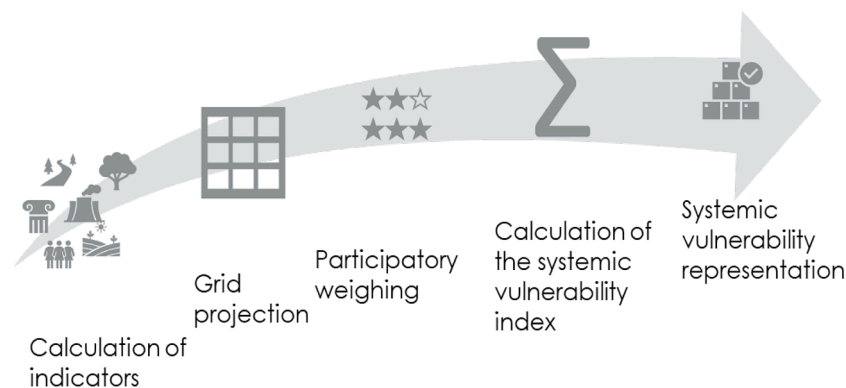 Calculation of
indicators
Grid
projection
Participatory
weighing
Calculation of
the systemic
vulnerability
index
Systemic
vulnerability
representation